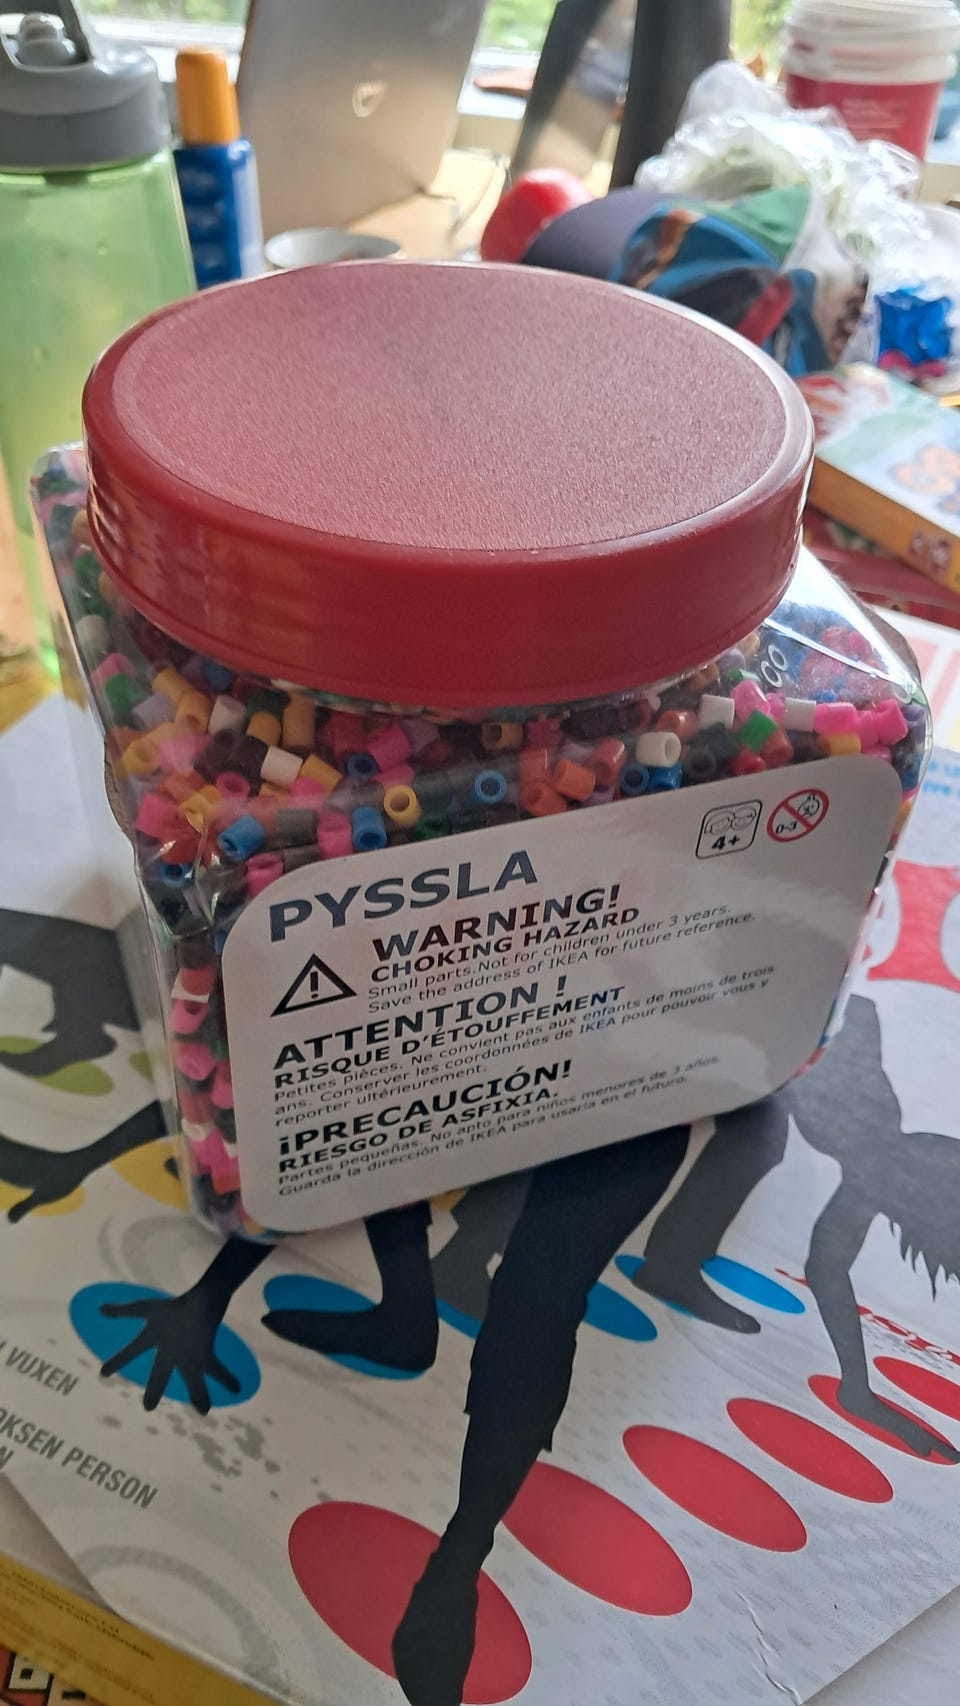 4+
0-3
PYSSLA
WARNING!
CHOKING HAZARD
Small parts. Not for children under 3 years.
Save the address of IKEA for future reference.
ATTENTION !
RISQUE D'ÉTOUFFEMENT
Petites pièces. Ne convient pas aux enfants de moins de trois
ans. Conserver les coordonnées de IKEA pour pouvoir vous y
reporter ultérieurement.
¡PRECAUCIÓN!
RIESGO DE ASFIXIA.
Partes pequeñas. No apto para niños menores de 3 años.
Guarda la dirección de IKEA para usarla en el futuro.
VUXEN
PERSON